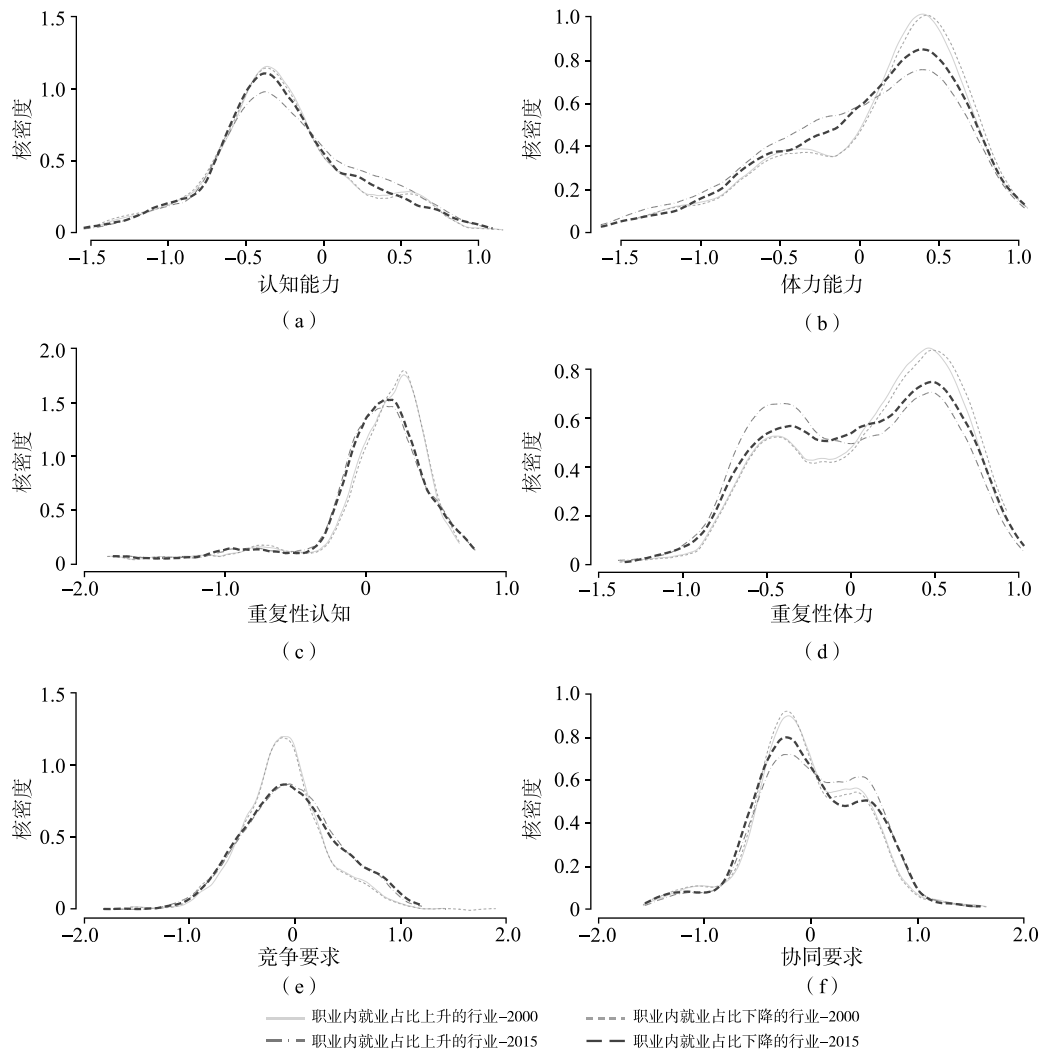 1.5
1.0
0.5
0
核密度
−1.5 −1.0 −0.5 0 0.5 1.0
认知能力
（a）
1.0
0.8
0.6
0.4
0.2
0
核密度
−1.5 −1.0 −0.5 0 0.5 1.0
体力能力
（b）
2.0
1.5
1.0
0.5
0
核密度
−2.0 −1.0 0 1.0
重复性认知
（c）
0.8
0.6
0.4
0.2
0
核密度
−1.5 −1.0 −0.5 0 0.5 1.0
重复性体力
（d）
1.5
1.0
0.5
0
核密度
−2.0 −1.0 0 1.0 2.0
竞争要求
（e）
1.0
0.8
0.6
0.4
0.2
0
核密度
−2.0 −1.0 0 1.0 2.0
协同要求
（f）
职业内就业占比上升的行业−2000
职业内就业占比下降的行业−2000
职业内就业占比上升的行业−2015
职业内就业占比下降的行业−2015